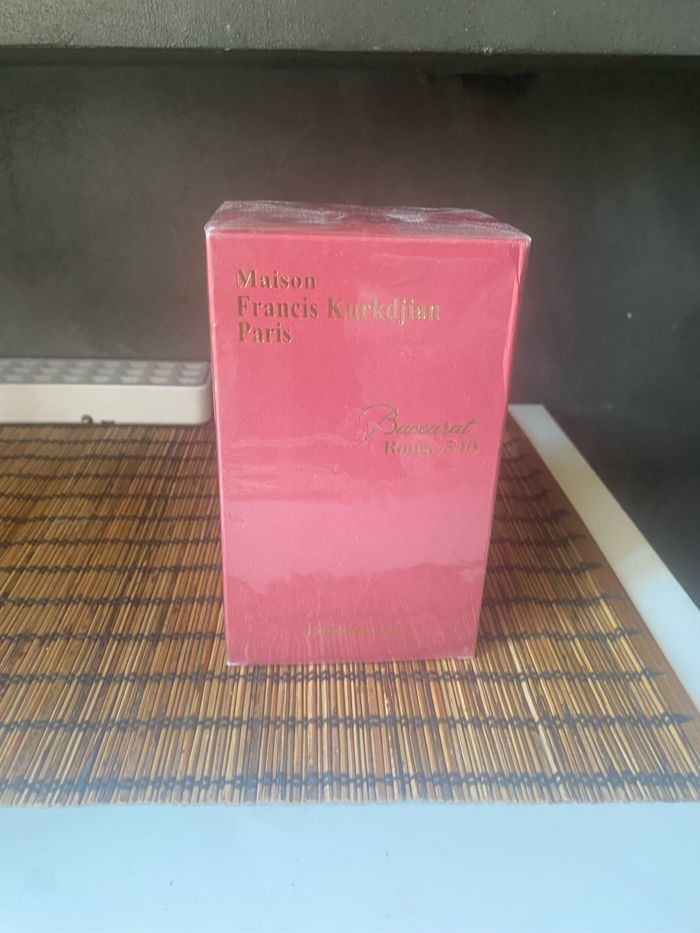 Maison
Francis Kurkdjian
Paris
Baccarat
Rouge 540